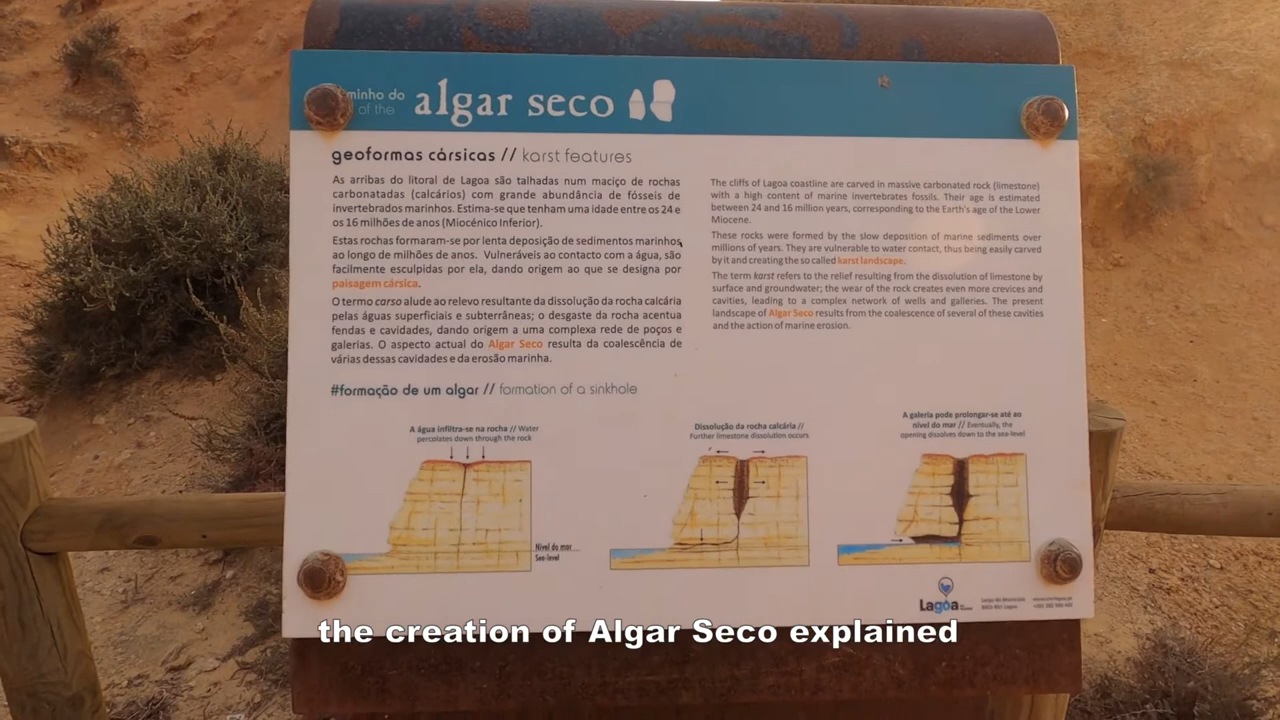 minho do
of the
algar seco
geoformas cársicas // karst features
As arribas do litoral de Lagoa são talhadas num maciço de rochas
carbonatadas (calcários) com grande abundância de fósseis de
invertebrados marinhos. Estima-se que tenham uma idade entre os 24 e
os 16 milhões de anos (Miocénico Inferior).
Estas rochas formaram-se por lenta deposição de sedimentos marinhos,
ao longo de milhões de anos. Vulneráveis ao contacto com a água, são
facilmente esculpidas por ela, dando origem ao que se designa por
paisagem cársica.
O termo carso alude ao relevo resultante da dissolução da rocha calcária
pelas águas superficiais e subterrâneas; o desgaste da rocha acentua
fendas e cavidades, dando origem a uma complexa rede de poços e
galerias. O aspecto actual do Algar Seco resulta da coalescência de
várias dessas cavidades e da erosão marinha.
The cliffs of Lagoa coastline are carved in massive carbonated rock (limestone)
with a high content of marine invertebrates fossils. Their age is estimated
between 24 and 16 million years, corresponding to the Earth's age of the Lower
Miocene.
These rocks were formed by the slow deposition of marine sediments over
millions of years. They are vulnerable to water contact, thus being easily carved
by it and creating the so called karst landscape.
The term karst refers to the relief resulting from the dissolution of limestone by
surface and groundwater; the wear of the rock creates even more crevices and
cavities, leading to a complex network of wells and galleries. The present
landscape of Algar Seco results from the coalescence of several of these cavities
and the action of marine erosion.
#formação de um algar // formation of a sinkhole
A água infiltra-se na rocha // Water
percolates down through the rock
Nível do mar
Sea-level
Dissolução da rocha calcária //
Further limestone dissolution occurs
A galeria pode prolongar-se até ao
nível do mar // Eventually, the
opening dissolves down to the sea-level
Lagoa
the creation of Algar Seco explained